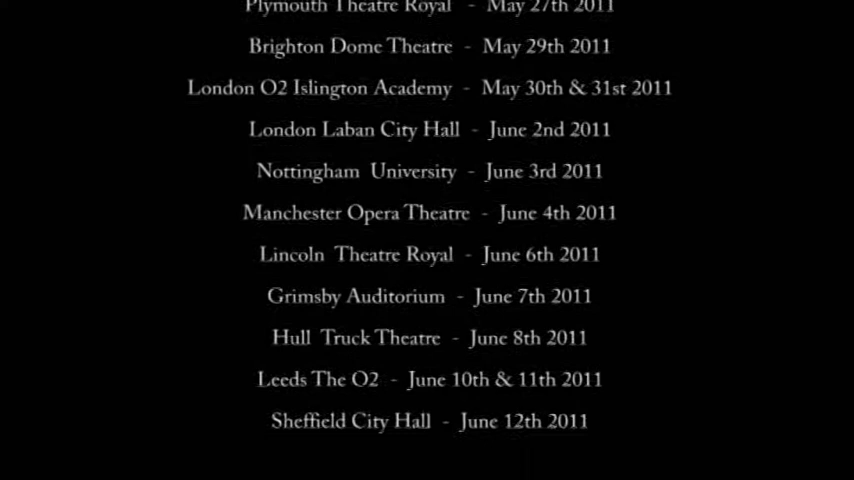 Plymouth Theatre Royal - May 27th 2011
Brighton Dome Theatre - May 29th 2011
London O2 Islington Academy - May 30th & 31st 2011
London Laban City Hall - June 2nd 2011
Nottingham University - June 3rd 2011
Manchester Opera Theatre - June 4th 2011
Lincoln Theatre Royal - June 6th 2011
Grimsby Auditorium - June 7th 2011
Hull Truck Theatre - June 8th 2011
Leeds The O2 - June 10th & 11th 2011
Sheffield City Hall - June 12th 2011